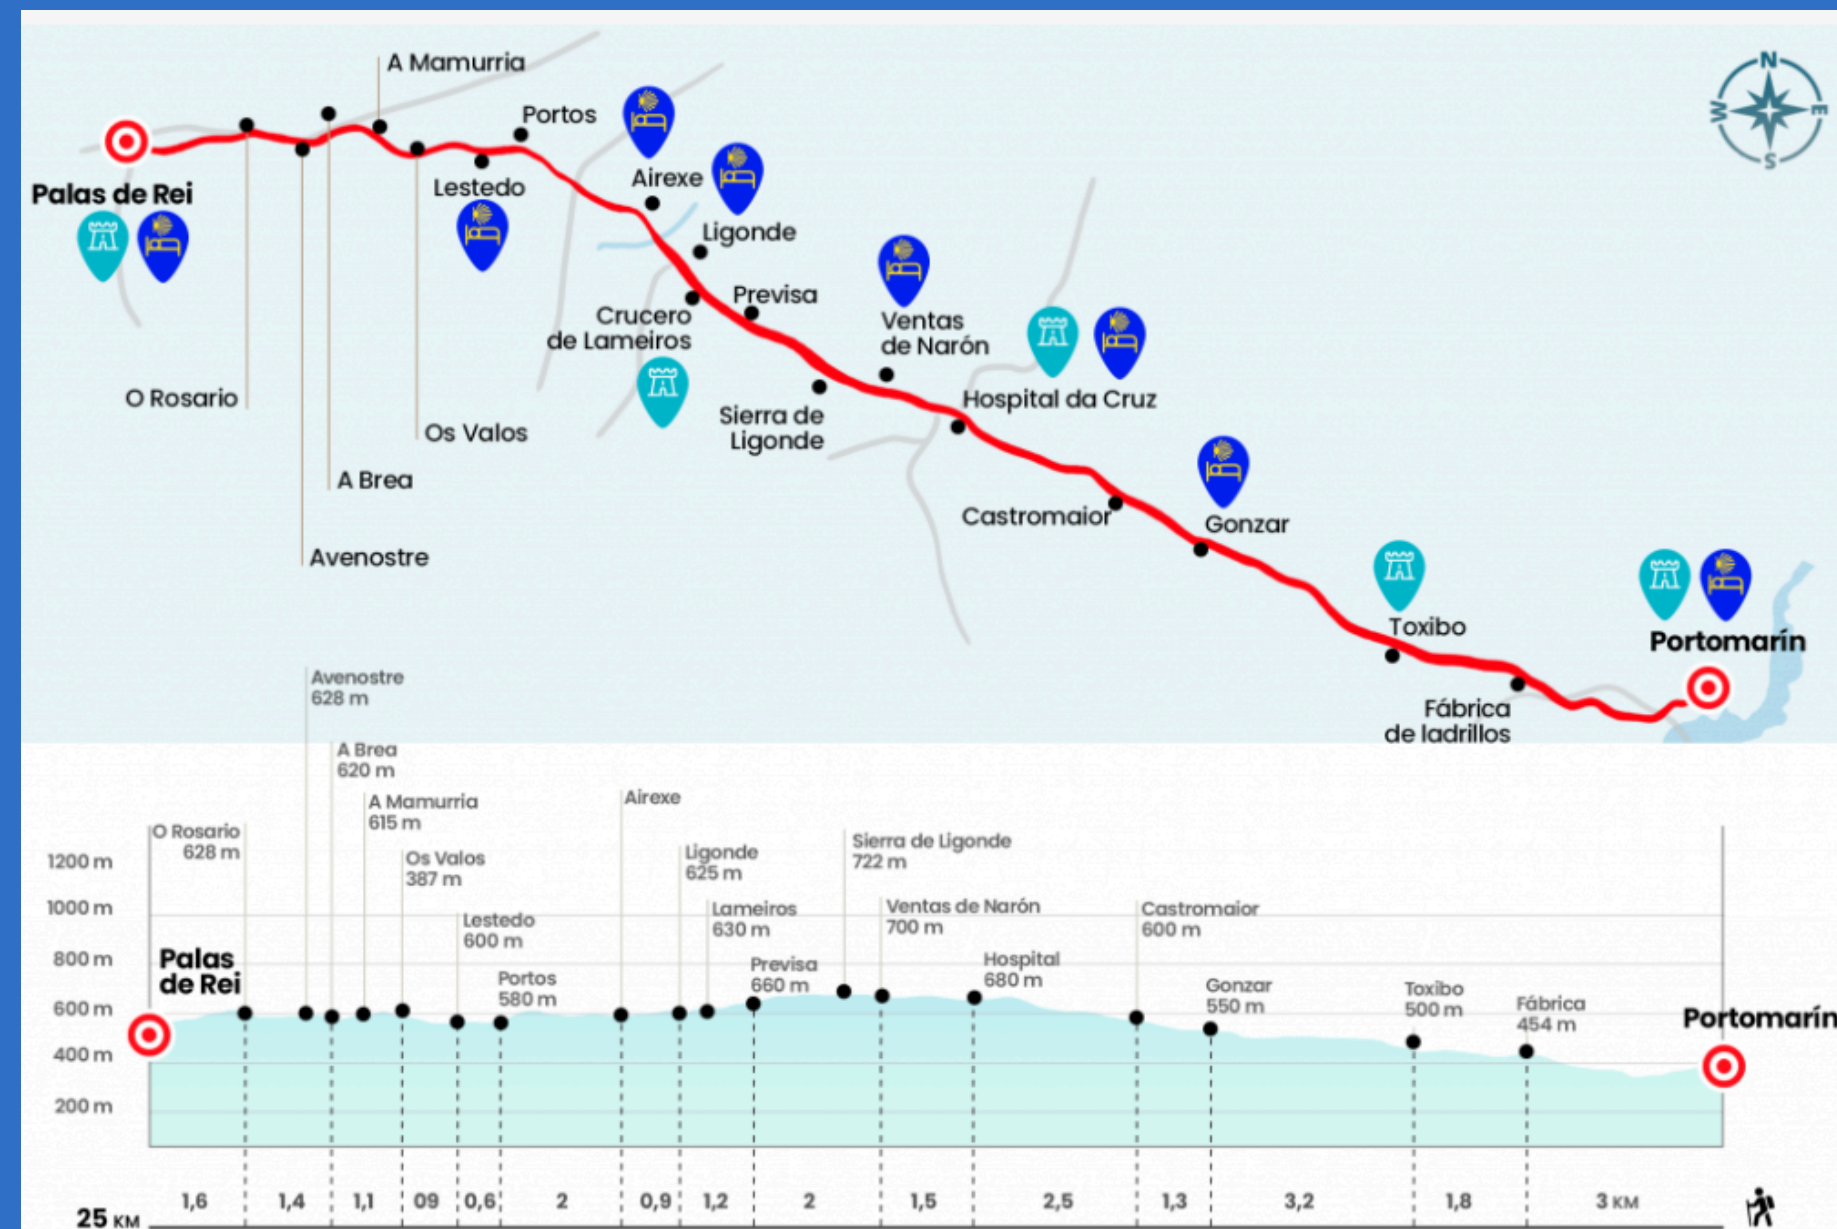 N
W
E
S
A Mamurria
Portos
Palas de Rei
Lestedo
Airexe
Ligonde
Crucero
de Lameiros
Previsa
Ventas
de Narón
Hospital da Cruz
O Rosario
Os Valos
Sierra de
Ligonde
A Brea
Avenostre
Castromaior
Gonzar
Toxibo
Portomarín
Fábrica
de ladrillos
Avenostre
628 m
A Brea
620 m
A Mamurria
615 m
Airexe
O Rosario
628 m
Os Valos
387 m
Ligonde
625 m
Sierra de Ligonde
722 m
Lestedo
600 m
Lameiros
630 m
Ventas de Narón
700 m
Castromaior
600 m
Palas
de Rei
Portos
580 m
Previsa
660 m
Hospital
680 m
Gonzar
550 m
Toxibo
500 m
Fábrica
454 m
Portomarín
1200 m
1000 m
800 m
600 m
400 m
200 m
1,6 1,4 1,1 09 0,6 2 0,9 1,2 2 1,5 2,5 1,3 3,2 1,8 3 KM
25 KM